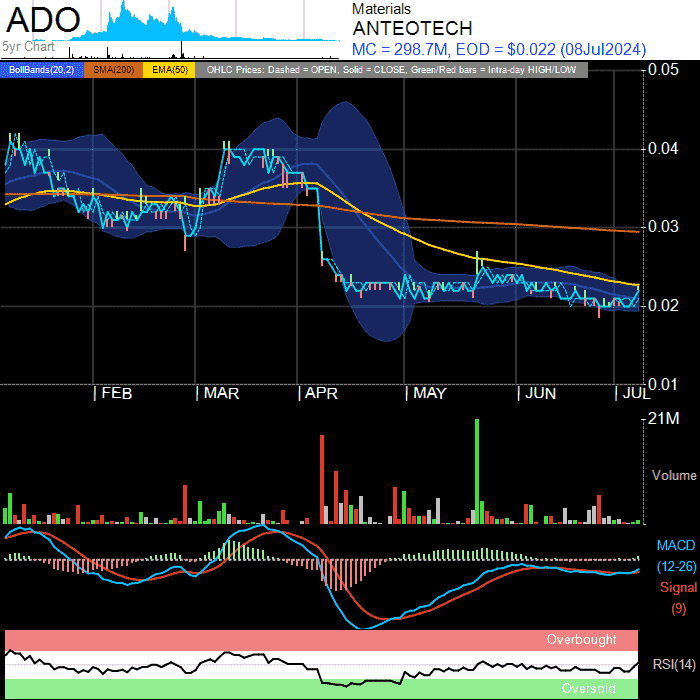 ADO
5yr Chart
Materials
ANTEOTECH
MC = 298.7M, EOD = $0.022 (08Jul2024)
BollBands(20,2) SMA(200) EMA(50) OHLC Prices: Dashed = OPEN, Solid = CLOSE, Green/Red bars = Intra-day HIGH/LOW
0.05
0.04
0.03
0.02
0.01
FEB MAR APR MAY JUN JUL
21M
Volume
MACD
(12-26)
Signal
(9)
Overbought
RSI(14)
Oversold